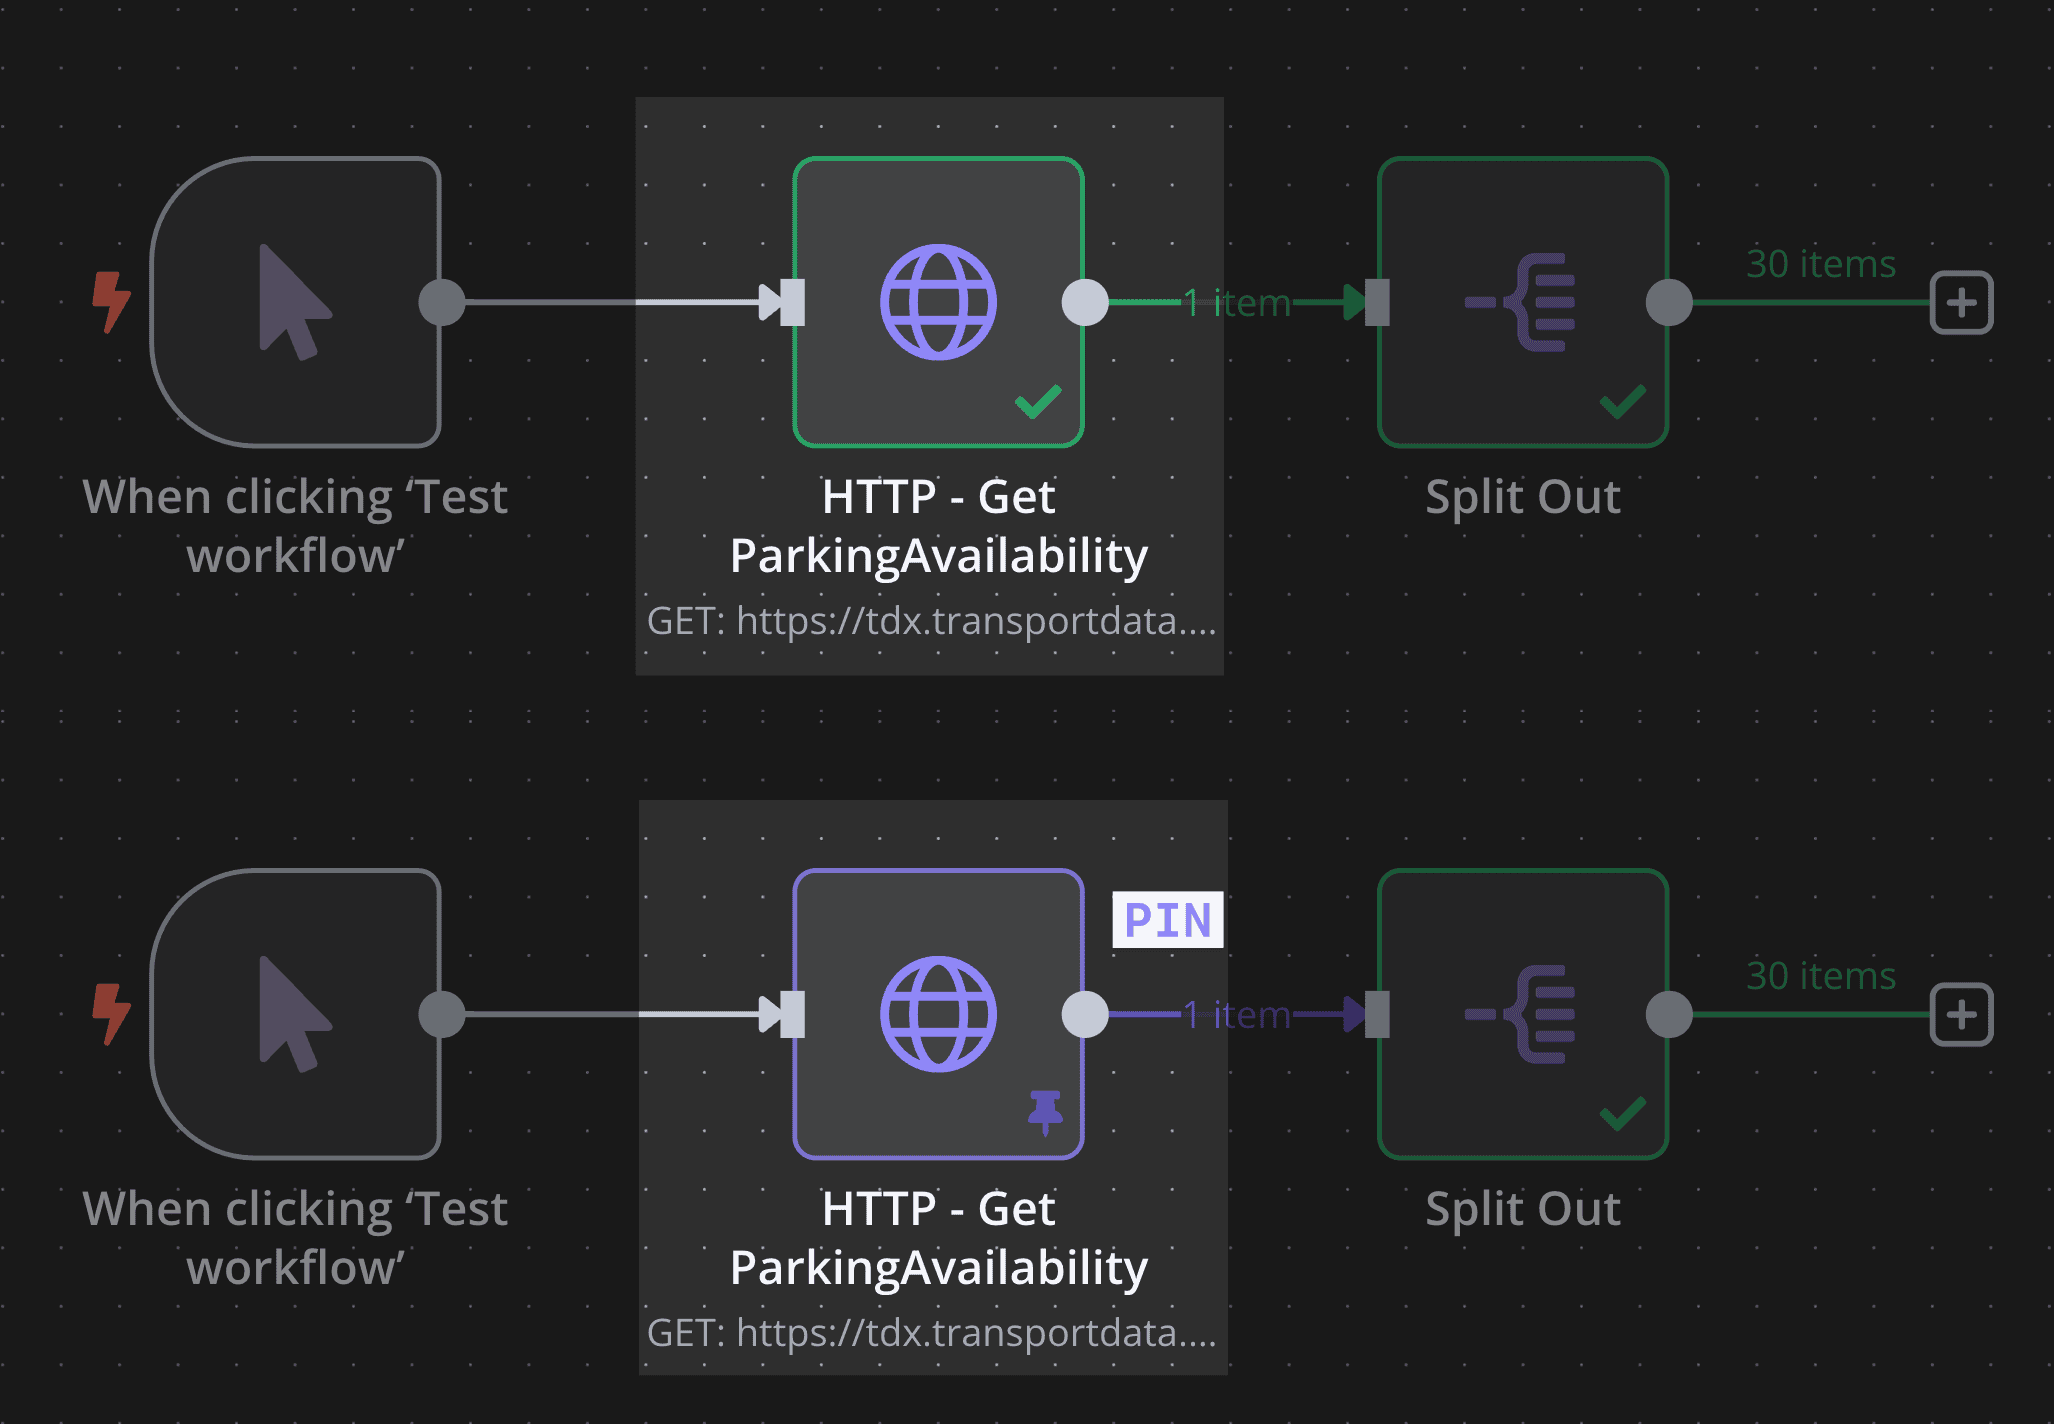 1 item
30 items
When clicking ‘Test
workflow’
HTTP - Get
ParkingAvailability
GET: https://tdx.transportdata....
Split Out
PIN
1 item
30 items
When clicking ‘Test
workflow’
HTTP - Get
ParkingAvailability
GET: https://tdx.transportdata....
Split Out